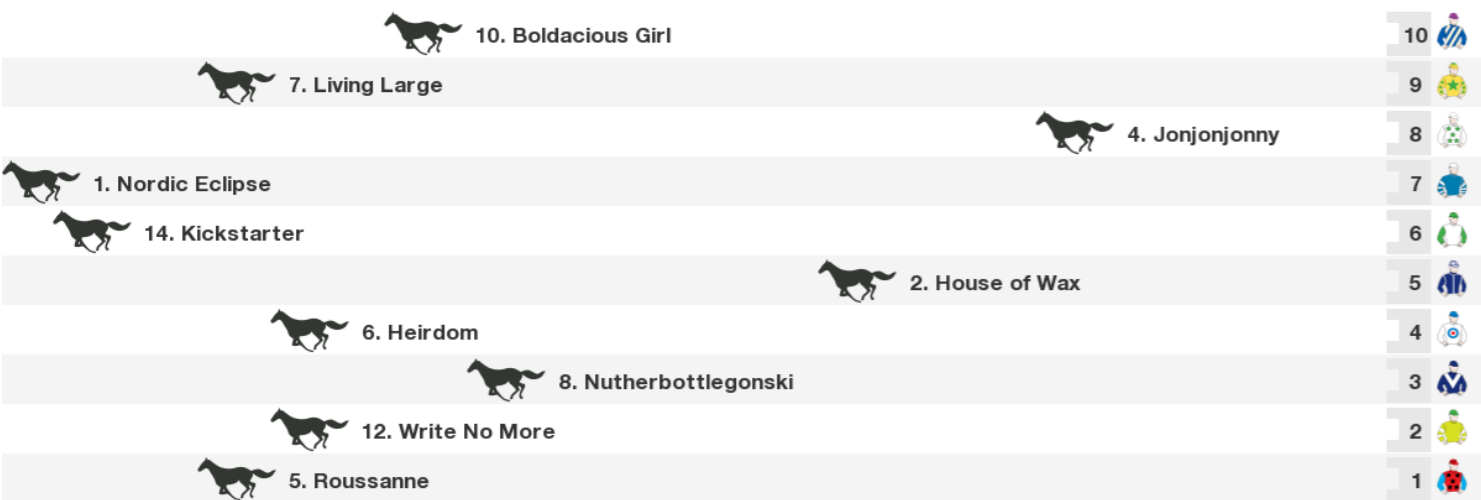 10. Boldacious Girl 10
7. Living Large 9
4. Jonjonjonny 8
1. Nordic Eclipse 7
14. Kickstarter 6
2. House of Wax 5
6. Heirdom 4
8. Nutherbottlegonski 3
12. Write No More 2
5. Roussanne 1